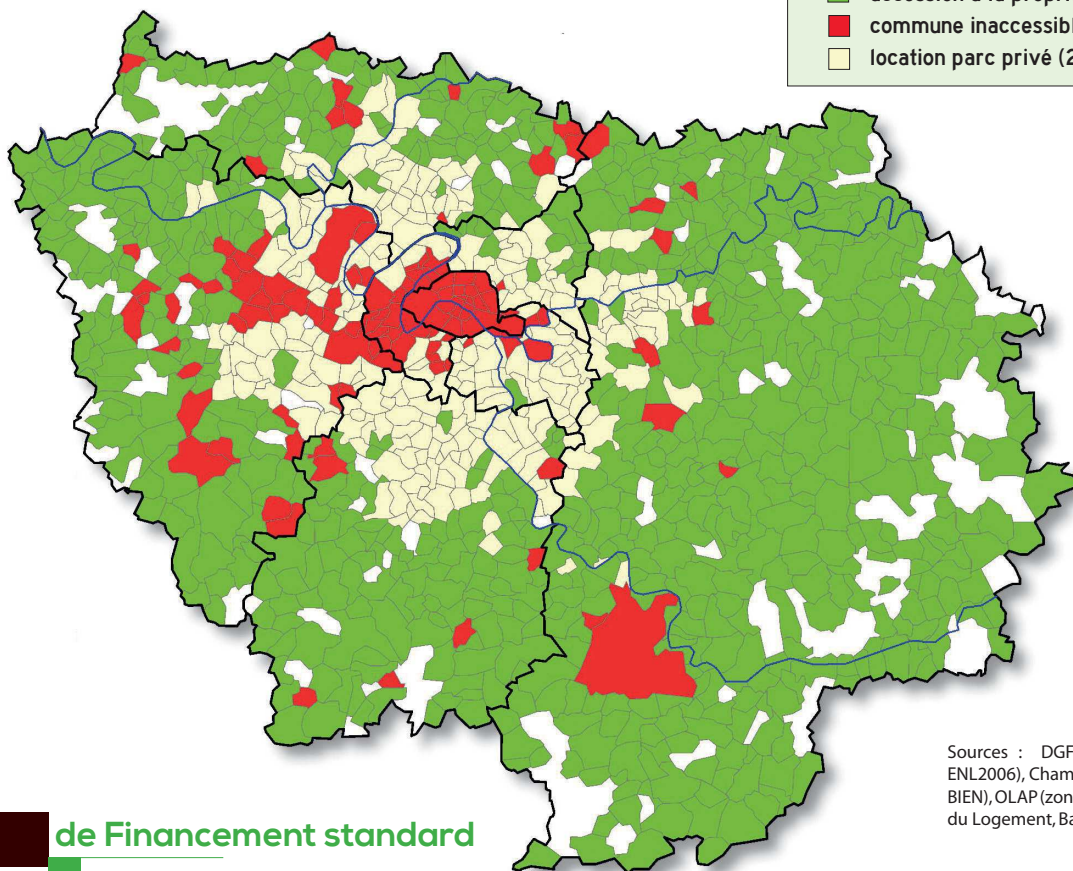 commune inaccessibl
location parc privé (2
Sources : DGF
ENL2006), Cham
BIEN), OLAP (zon
du Logement, Ba
de Financement standard